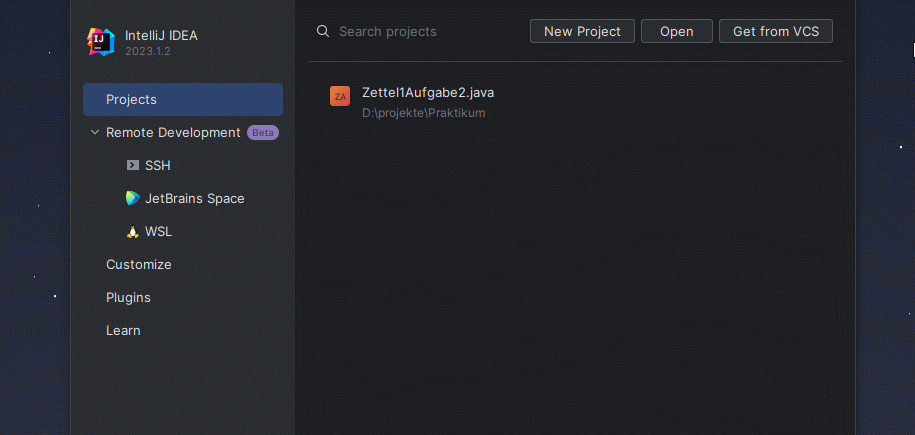 IntelliJ IDEA
2023.1.2
Projects
Remote Development Beta
SSH
JetBrains Space
WSL
Customize
Plugins
Learn
Search projects
New Project
Open
Get from VCS
ZA
Zettel1Aufgabe2.java
D:\projekte\Praktikum
IJ